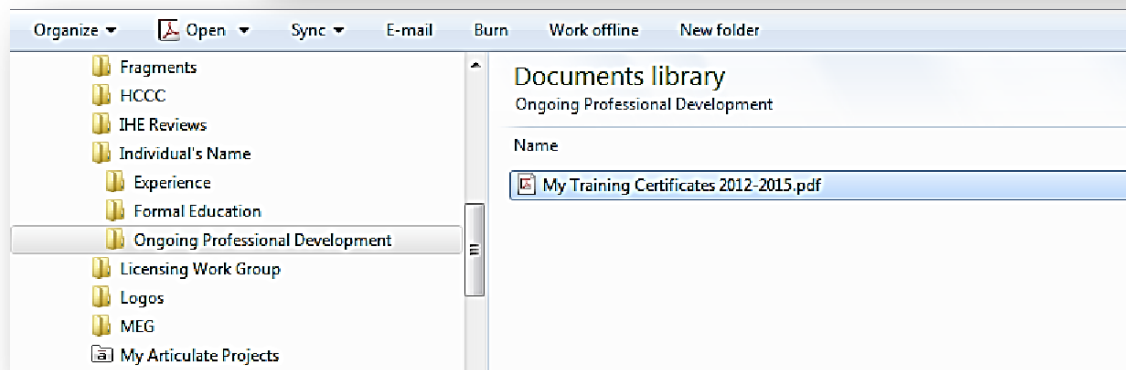 Organize Open Sync E-mail Burn Work offline New folder
Fragments
HCCC
IHE Reviews
Individual's Name
Experience
Formal Education
Ongoing Professional Development
Licensing Work Group
Logos
MEG
My Articulate Projects
Documents library
Ongoing Professional Development
Name
My Training Certificates 2012-2015.pdf